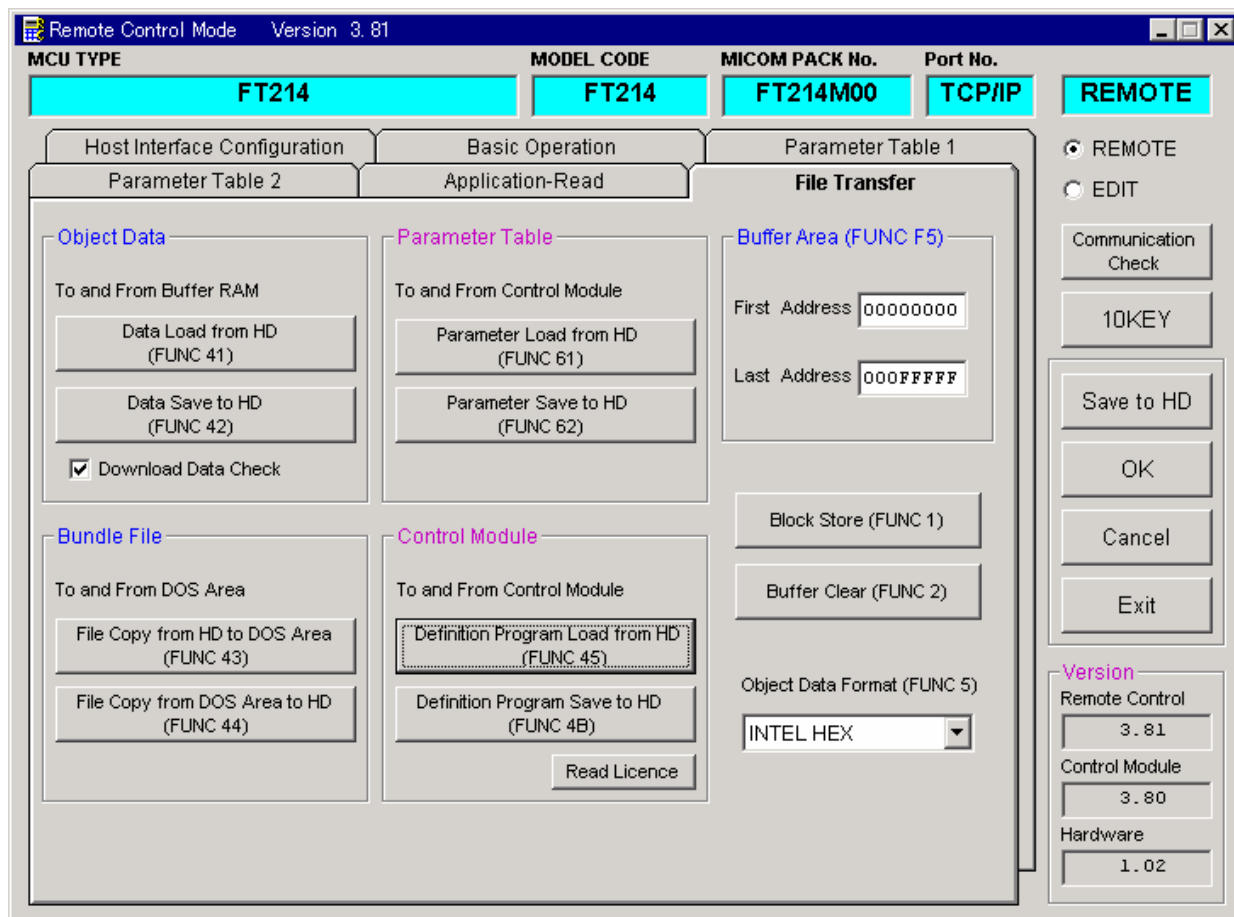 Remote Control Mode Version 3. 81
MCU TYPE
MODEL CODE
MICOM PACK No.
Port No.
FT214
FT214
FT214M00
TCP/IP
REMOTE
Host Interface Configuration
Basic Operation
Parameter Table 1
Parameter Table 2
Application-Read
File Transfer
REMOTE
EDIT
Object Data
To and From Buffer RAM
Data Load from HD
(FUNC 41)
Data Save to HD
(FUNC 42)
Download Data Check
Parameter Table
To and From Control Module
Parameter Load from HD
(FUNC 61)
Parameter Save to HD
(FUNC 62)
Buffer Area (FUNC F5)
First Address 00000000
Last Address 000FFFFF
Bundle File
To and From DOS Area
File Copy from HD to DOS Area
(FUNC 43)
File Copy from DOS Area to HD
(FUNC 44)
Control Module
To and From Control Module
Definition Program Load from HD
(FUNC 45)
Definition Program Save to HD
(FUNC 4B)
Read Licence
Block Store (FUNC 1)
Buffer Clear (FUNC 2)
Object Data Format (FUNC 5)
INTEL HEX
Communication
Check
10KEY
Save to HD
OK
Cancel
Exit
Version
Remote Control
3.81
Control Module
3.80
Hardware
1.02